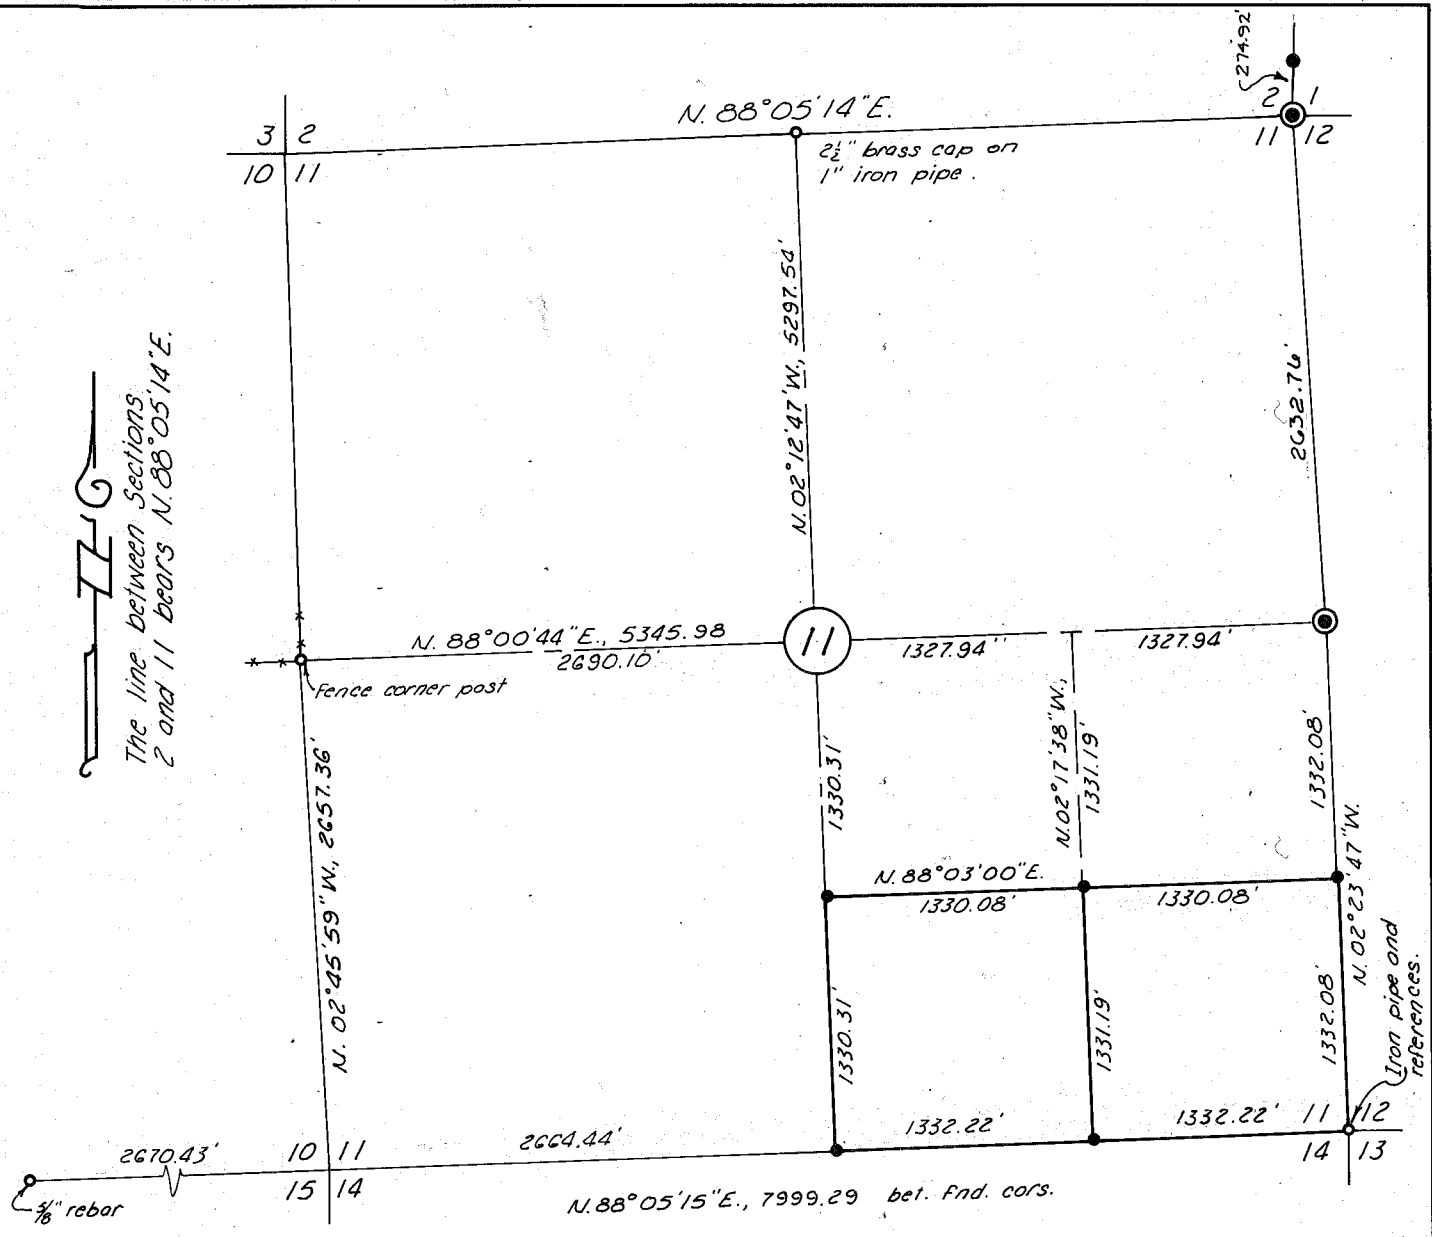 274.92'
N. 88°05'14"E.
3 2
2 1
10 11
11 12
2½" brass cap on
1" iron pipe.
N.02°12'47"W., 5297.54'
2632.76'
The line between Sections
2 and 11 bears N.88°05'14"E.
N. 88°00'44"E., 5345.98
2690.10'
11
1327.94''
1327.94'
Fence corner post
N. 02°45'59"W., 2657.36'
1330.31'
N.02°17'38"W.,
1331.19'
1332.08'
N. 02°23'47"W.
N.88°03'00"E.
1330.08'
1330.08'
1330.31'
1331.19'
1332.08'
Iron pipe and
references.
2670.43'
10 11
2664.44'
1332.22'
1332.22'
11 12
15 14
14 13
5/8" rebar
N.88°05'15"E., 7999.29 bet. Fnd. cors.